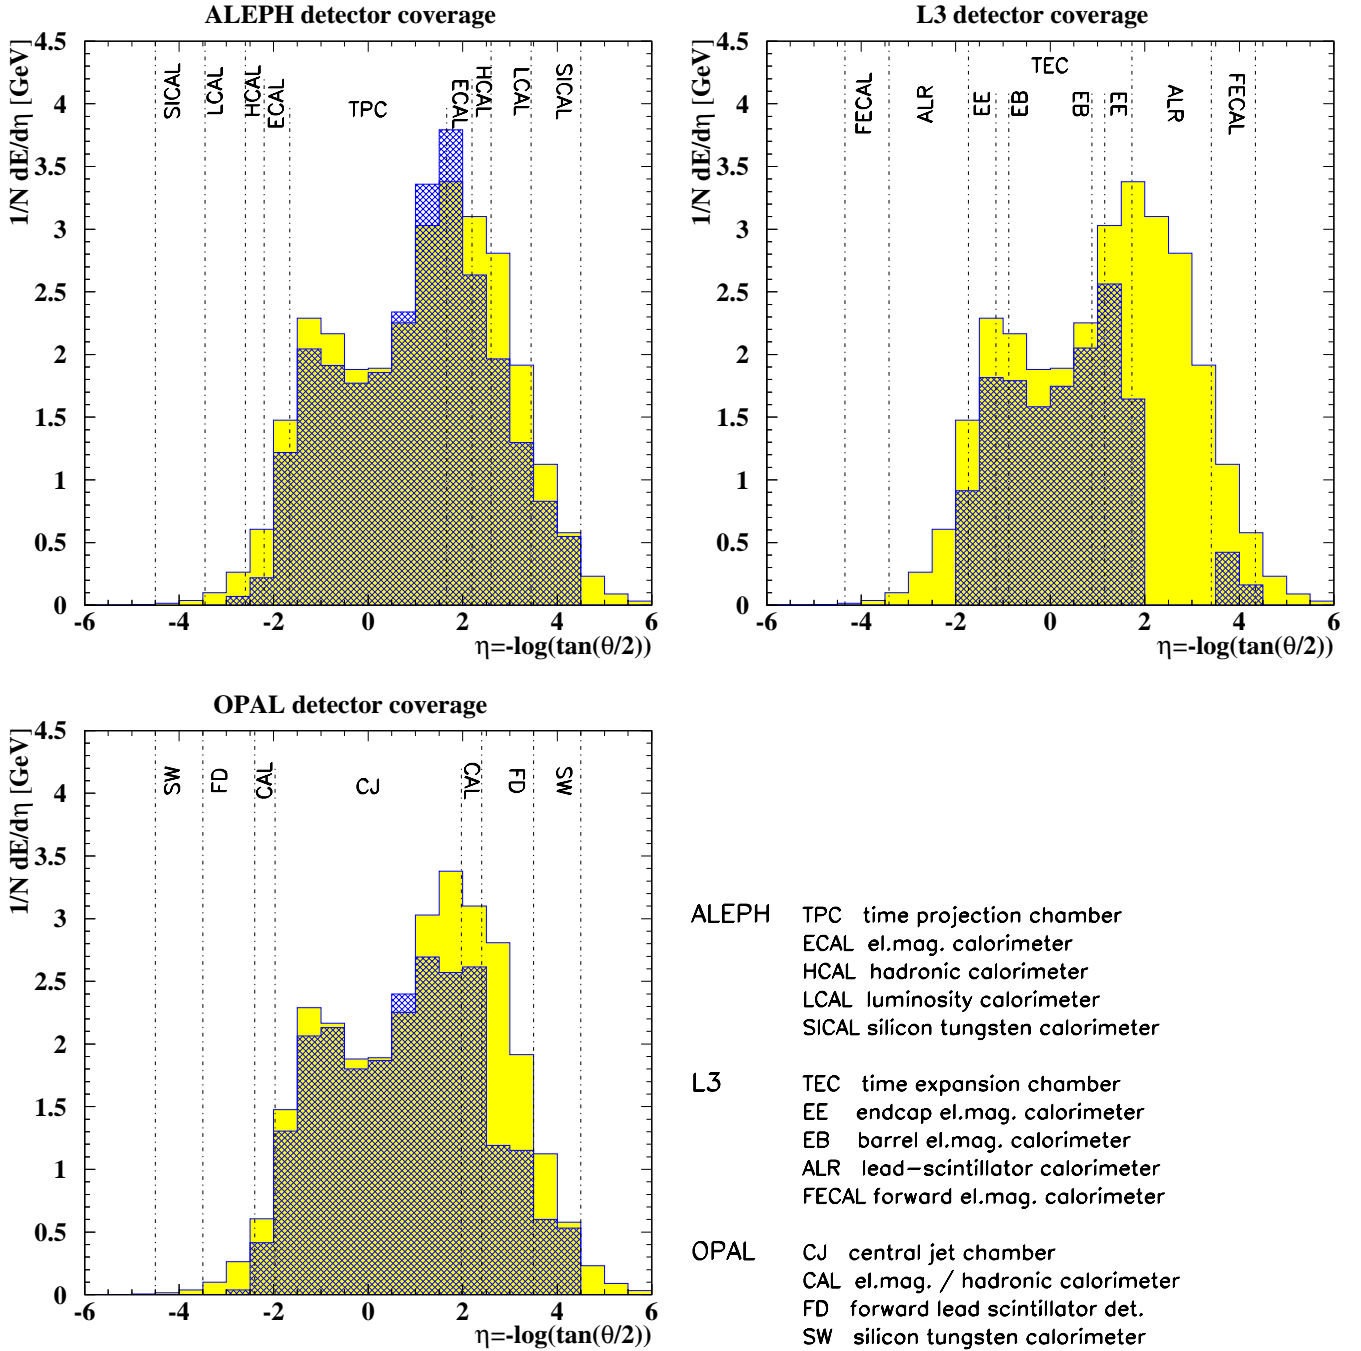 ALEPH detector coverage
1/N dE/dη [GeV]
4.5
4
3.5
3
2.5
2
1.5
1
0.5
0
SICAL
LCAL
HCAL
ECAL
TPC
ECAL
HCAL
LCAL
SICAL
-6 -4 -2 0 2 4 6
η=-log(tan(θ/2))
L3 detector coverage
1/N dE/dη [GeV]
4.5
4
3.5
3
2.5
2
1.5
1
0.5
0
FECAL
ALR
EE
EB
TEC
EB
EE
ALR
FECAL
-6 -4 -2 0 2 4 6
η=-log(tan(θ/2))
OPAL detector coverage
1/N dE/dη [GeV]
4.5
4
3.5
3
2.5
2
1.5
1
0.5
0
SW
FD
CAL
CJ
CAL
FD
SW
-6 -4 -2 0 2 4 6
η=-log(tan(θ/2))
ALEPH TPC time projection chamber
ECAL el.mag. calorimeter
HCAL hadronic calorimeter
LCAL luminosity calorimeter
SICAL silicon tungsten calorimeter
L3 TEC time expansion chamber
EE endcap el.mag. calorimeter
EB barrel el.mag. calorimeter
ALR lead-scintillator calorimeter
FECAL forward el.mag. calorimeter
OPAL CJ central jet chamber
CAL el.mag. / hadronic calorimeter
FD forward lead scintillator det.
SW silicon tungsten calorimeter